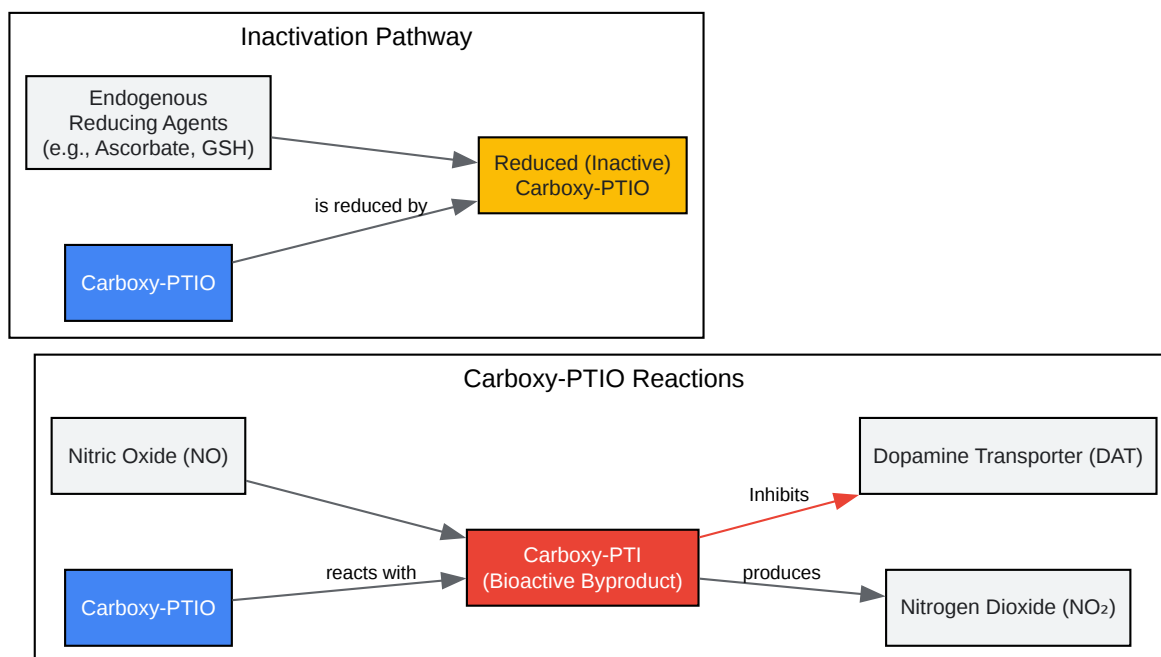 Inactivation Pathway
Endogenous
Reducing Agents
(e.g., Ascorbate, GSH)
Reduced (Inactive)
Carboxy-PTIO
is reduced by
Carboxy-PTIO
Carboxy-PTIO Reactions
Nitric Oxide (NO)
Dopamine Transporter (DAT)
Inhibits
Carboxy-PTI
(Bioactive Byproduct)
reacts with
produces
Carboxy-PTIO
Nitrogen Dioxide (NO₂)